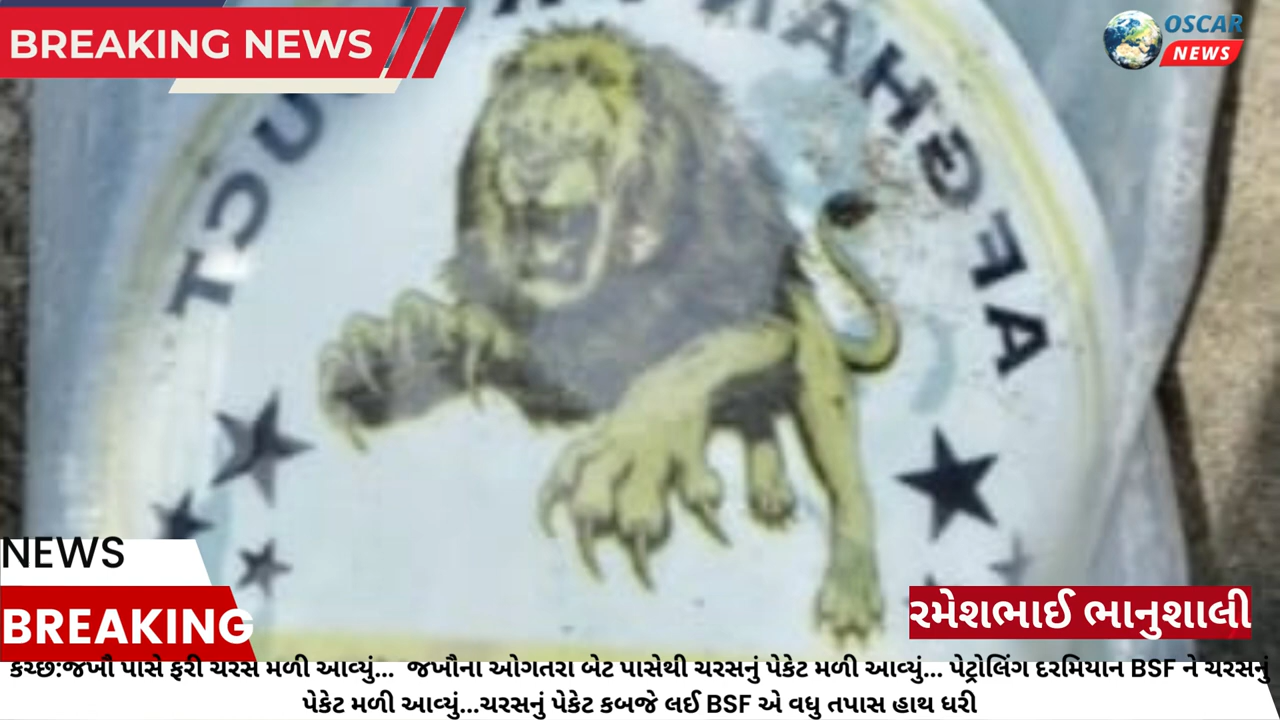 BREAKING NEWS
OSCAR
NEWS
AFGHAN
UCT
NEWS
BREAKING
રમેશભાઈ ભાનુશાલી
કચ્છ:જખૌ પાસે ફરી ચરસ મળી આવ્યું... જખૌના ઓગતરા બેટ પાસેથી ચરસનું પેકેટ મળી આવ્યું... પેટ્રોલિંગ દરમિયાન BSF ને ચરસનું
પેકેટ મળી આવ્યું...ચરસનું પેકેટ કબજે લઈ BSF એ વધુ તપાસ હાથ ધરી